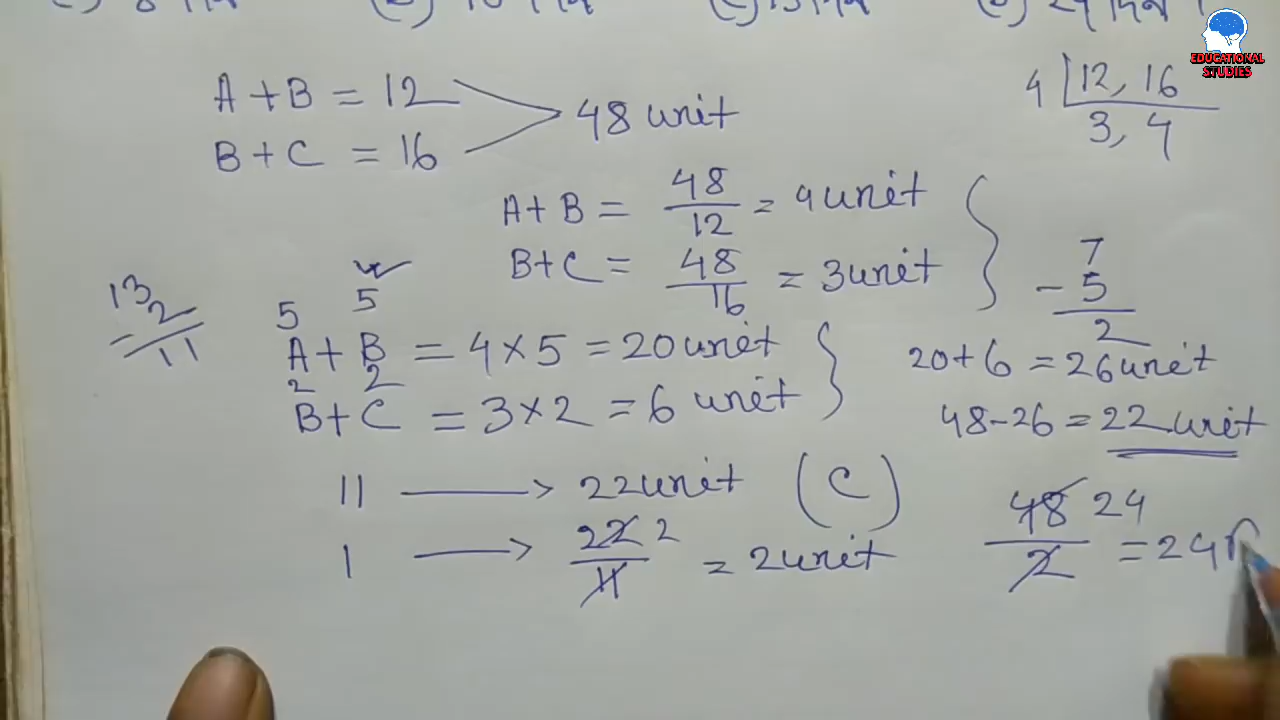 (c) 15 দিন
24 দিন
EDUCATIONAL
STUDIES
A + B = 12
B + C = 16
48 unit
4 | 12, 16
3, 4
A + B = 48/12 = 4 unit
B + C = 48/16 = 3 unit
7
- 5
2
13
- 2
11
5 5
A + B = 4 × 5 = 20 unit
2 2
B + C = 3 × 2 = 6 unit
20 + 6 = 26 unit
48 - 26 = 22 unit
11 → 22 unit (C)
1 → 22/11 2 = 2 unit
48/2 24 = 24